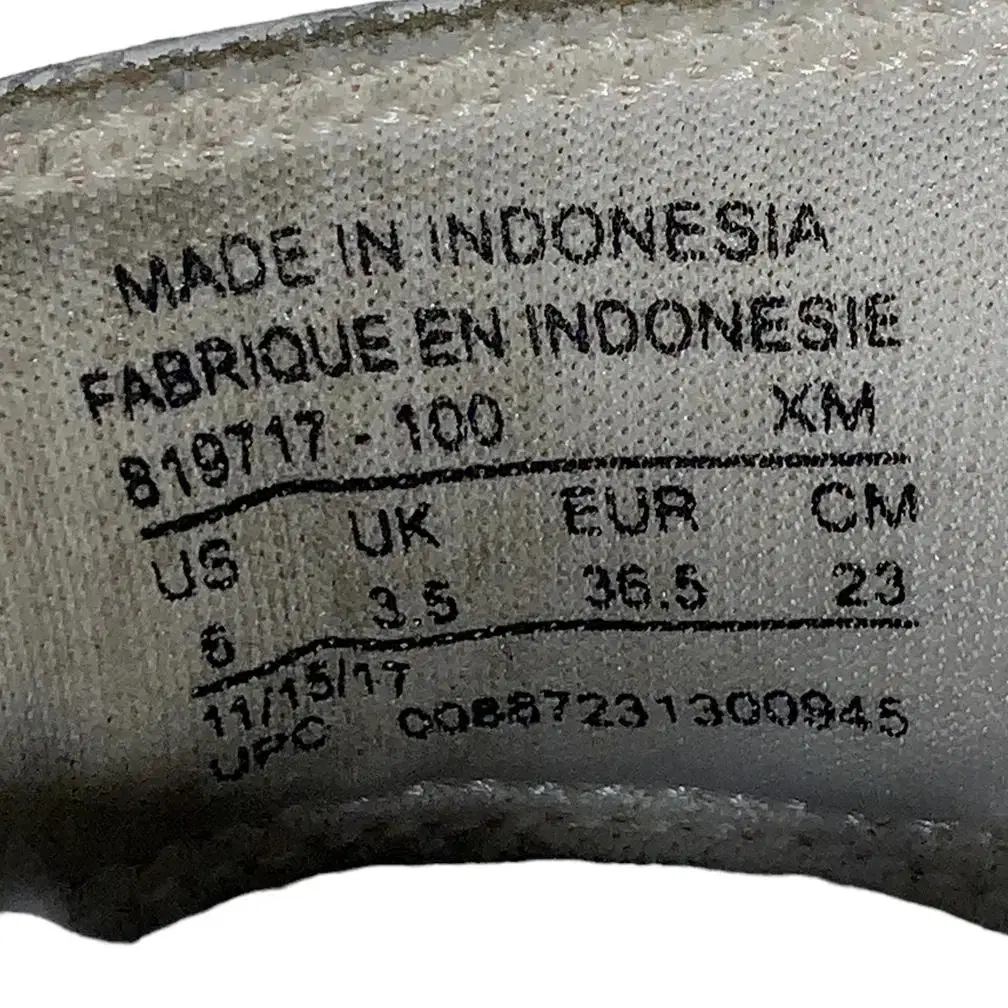 MADE IN INDONESIA
FABRIQUE EN INDONESIE
819717 - 100 XM
US UK EUR CM
6 3.5 36.5 23
11/15/17
UPC 00887231300945